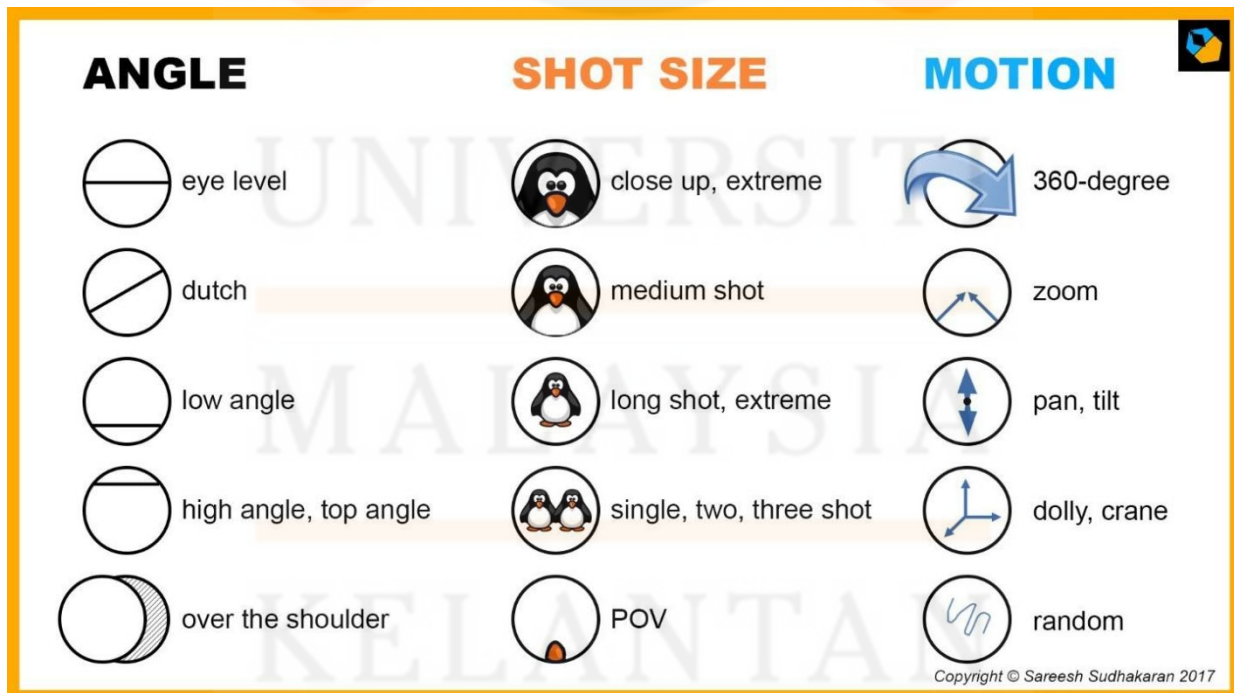 ANGLE
SHOT SIZE
MOTION
eye level
close up, extreme
360-degree
dutch
medium shot
zoom
low angle
long shot, extreme
pan, tilt
high angle, top angle
single, two, three shot
dolly, crane
over the shoulder
POV
random
UNIVERSITI
MALAYSIA
KELANTAN
Copyright © Sareesh Sudhakaran 2017